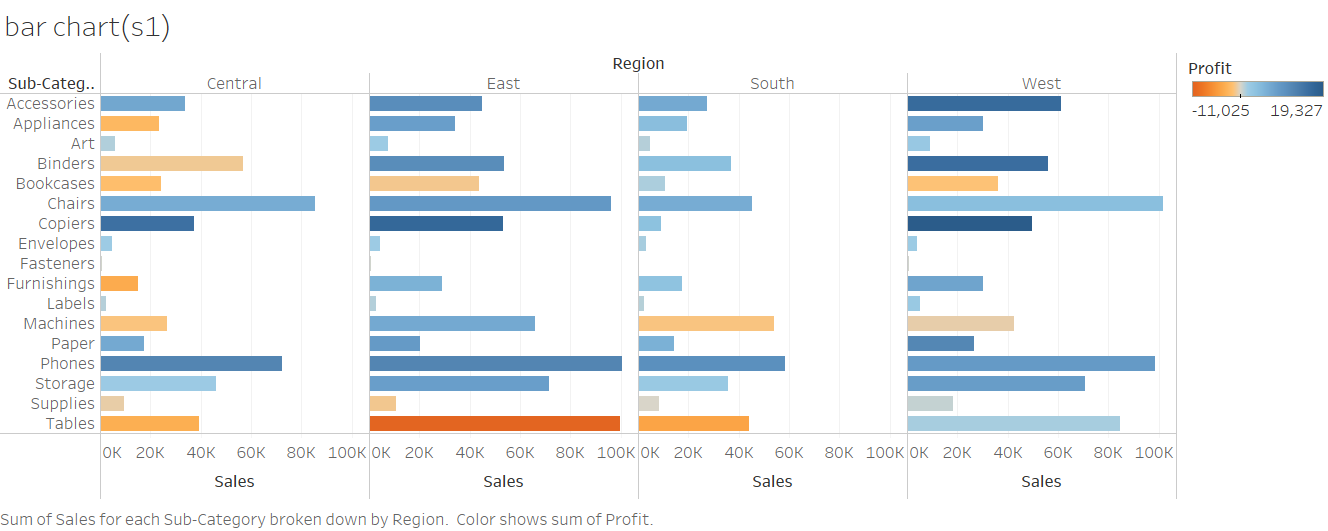 bar chart(s1)
Region
Profit
Sub-Categ.. Central East South West
-11,025 19,327
Accessories
Appliances
Art
Binders
Bookcases
Chairs
Copiers
Envelopes
Fasteners
Furnishings
Labels
Machines
Paper
Phones
Storage
Supplies
Tables
0K 20K 40K 60K 80K 100K 0K 20K 40K 60K 80K 100K 0K 20K 40K 60K 80K 100K 0K 20K 40K 60K 80K 100K
Sales Sales Sales Sales
Sum of Sales for each Sub-Category broken down by Region. Color shows sum of Profit.